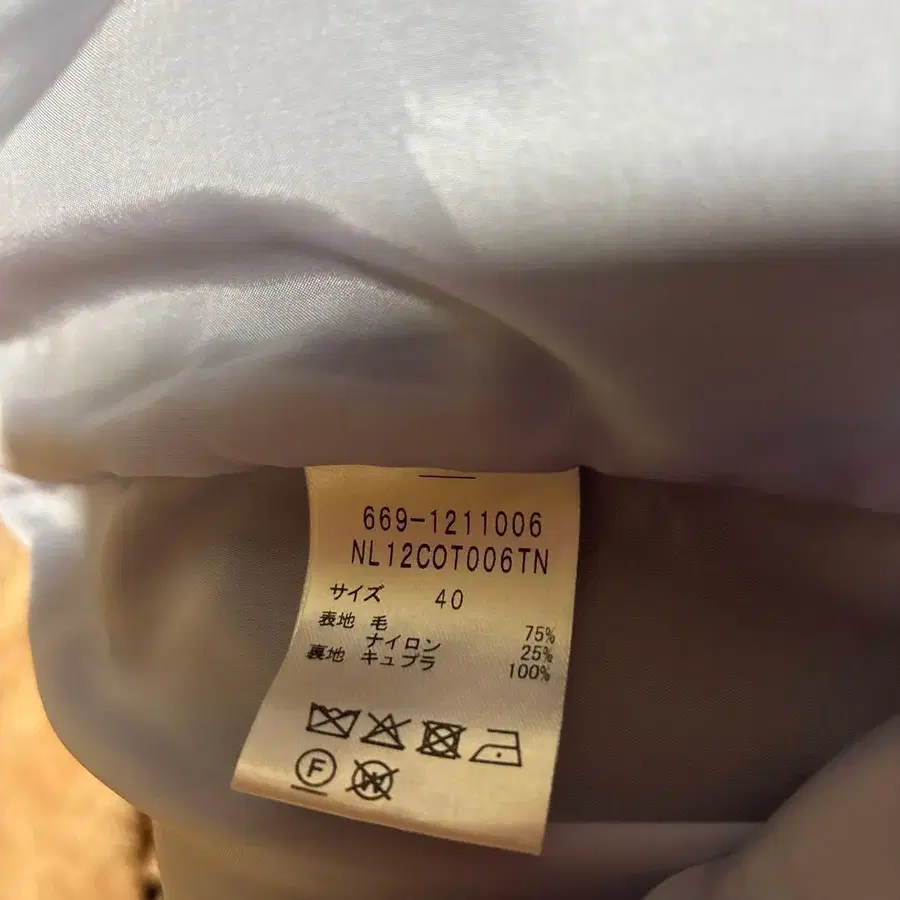 669-1211006
NL12COT006TN
サイズ 40
表地 毛 75%
ナイロン 25%
裏地 キュプラ 100%
F W